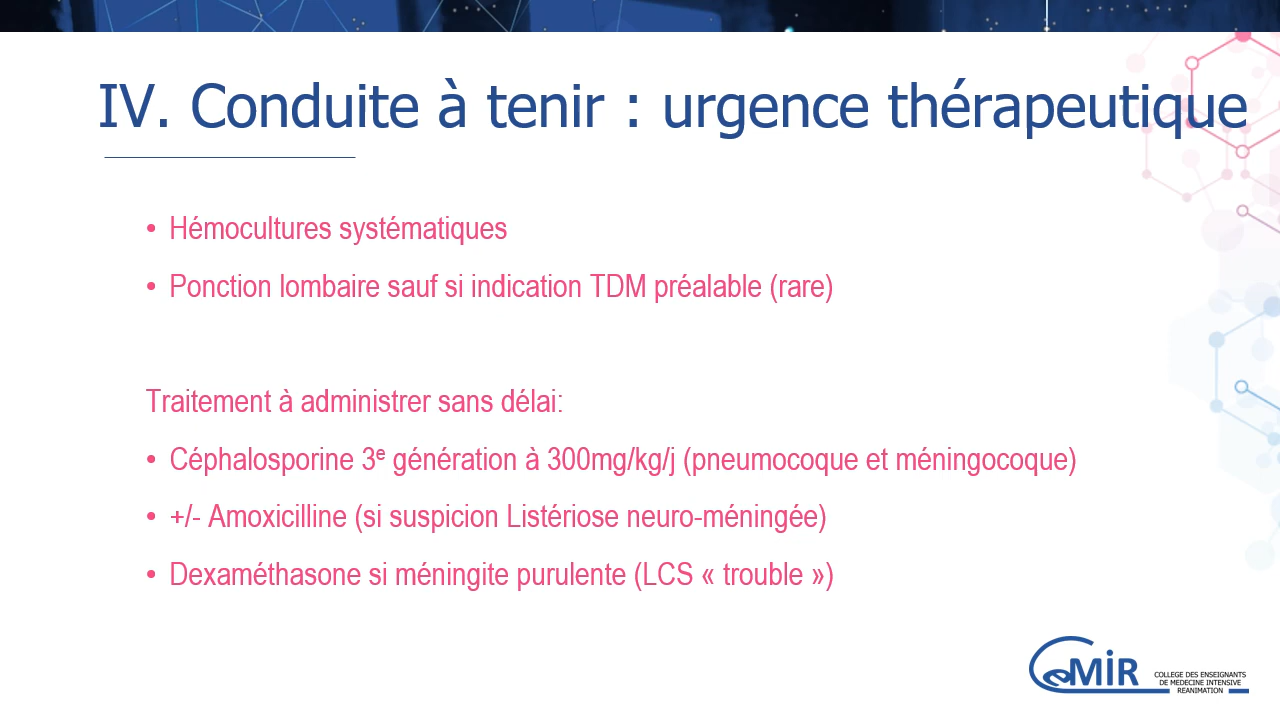 IV. Conduite à tenir : urgence thérapeutique
• Hémocultures systématiques
• Ponction lombaire sauf si indication TDM préalable (rare)
Traitement à administrer sans délai:
• Céphalosporine 3e génération à 300mg/kg/j (pneumocoque et méningocoque)
• +/- Amoxicilline (si suspicion Listériose neuro-méningée)
• Dexaméthasone si méningite purulente (LCS « trouble »)
CeMIR
COLLEGE DES ENSEIGNANTS
DE MEDECINE INTENSIVE
REANIMATION